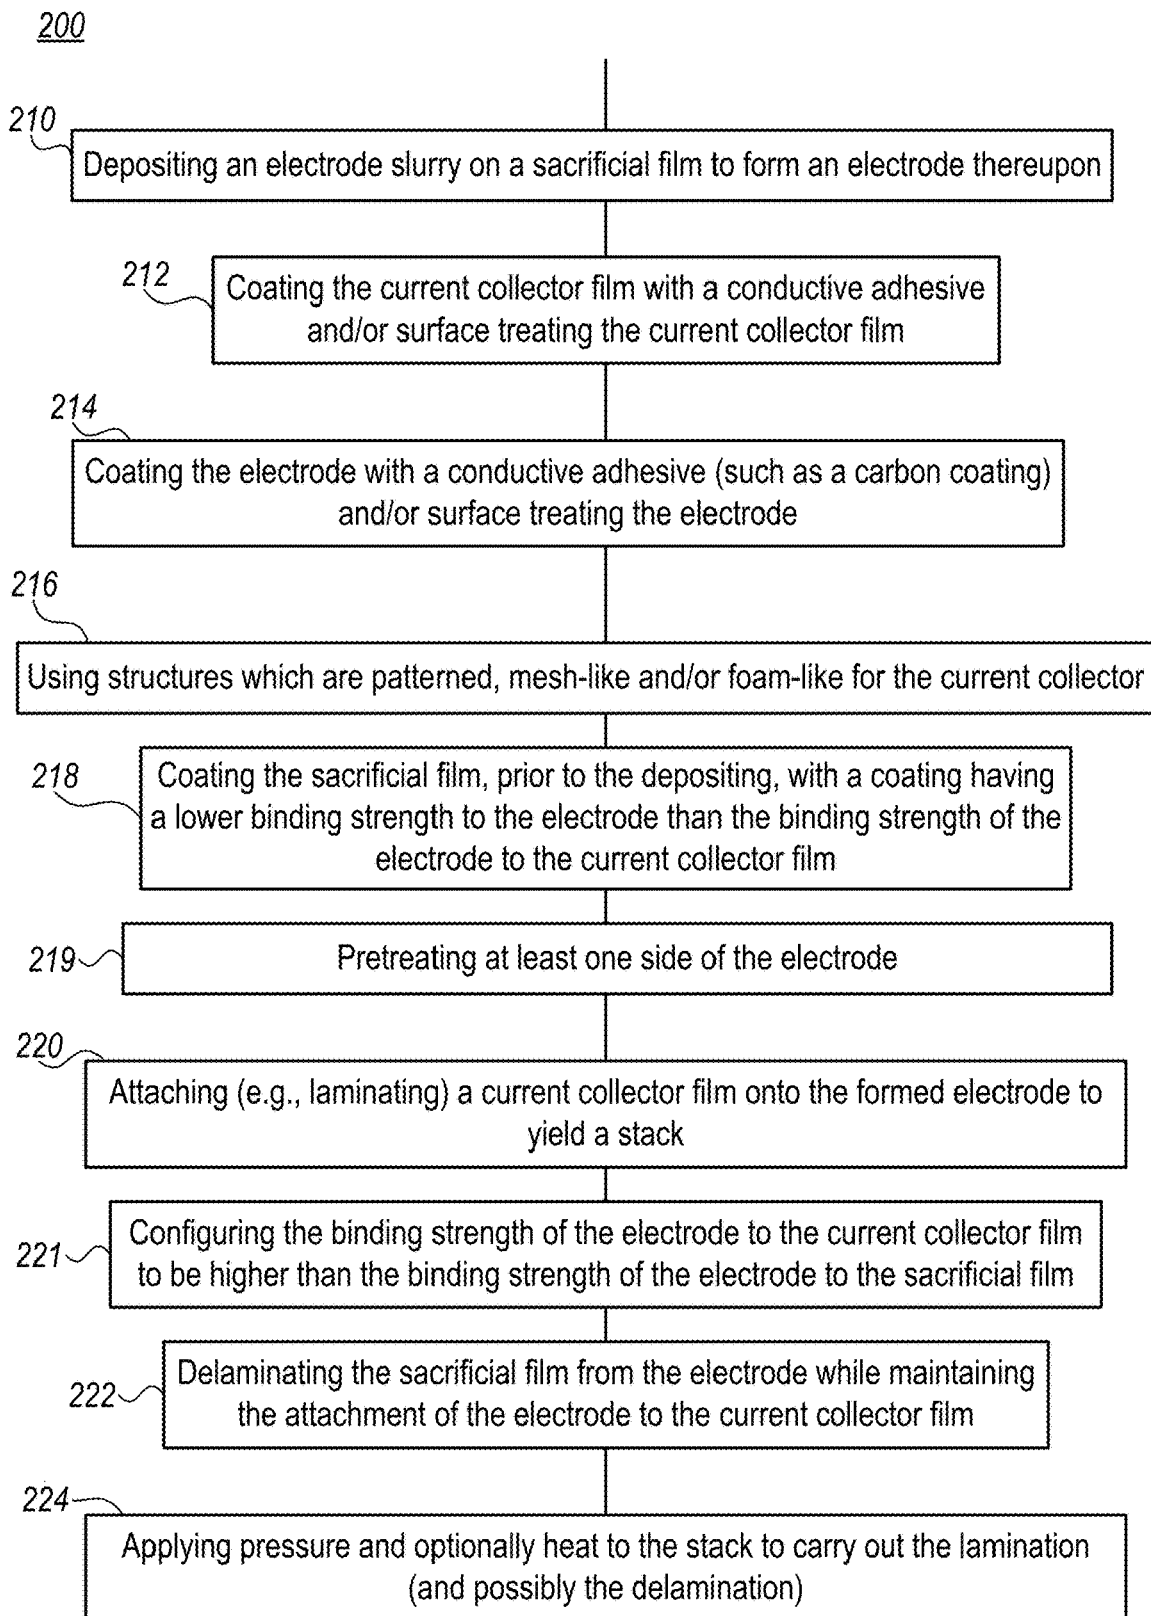 200
210
Depositing an electrode slurry on a sacrificial film to form an electrode thereupon
212
Coating the current collector film with a conductive adhesive
and/or surface treating the current collector film
214
Coating the electrode with a conductive adhesive (such as a carbon coating)
and/or surface treating the electrode
216
Using structures which are patterned, mesh-like and/or foam-like for the current collector
218
Coating the sacrificial film, prior to the depositing, with a coating having
a lower binding strength to the electrode than the binding strength of the
electrode to the current collector film
219
Pretreating at least one side of the electrode
220
Attaching (e.g., laminating) a current collector film onto the formed electrode to
yield a stack
221
Configuring the binding strength of the electrode to the current collector film
to be higher than the binding strength of the electrode to the sacrificial film
222
Delaminating the sacrificial film from the electrode while maintaining
the attachment of the electrode to the current collector film
224
Applying pressure and optionally heat to the stack to carry out the lamination
(and possibly the delamination)